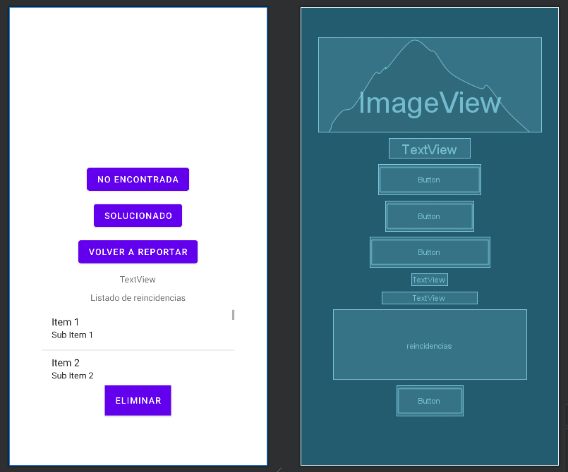 NO ENCONTRADA
SOLUCIONADO
VOLVER A REPORTAR
TextView
Listado de reincidencias
Item 1
Sub Item 1
Item 2
Sub Item 2
ELIMINAR
ImageView
TextView
Button
Button
Button
TextView
TextView
reincidencias
Button